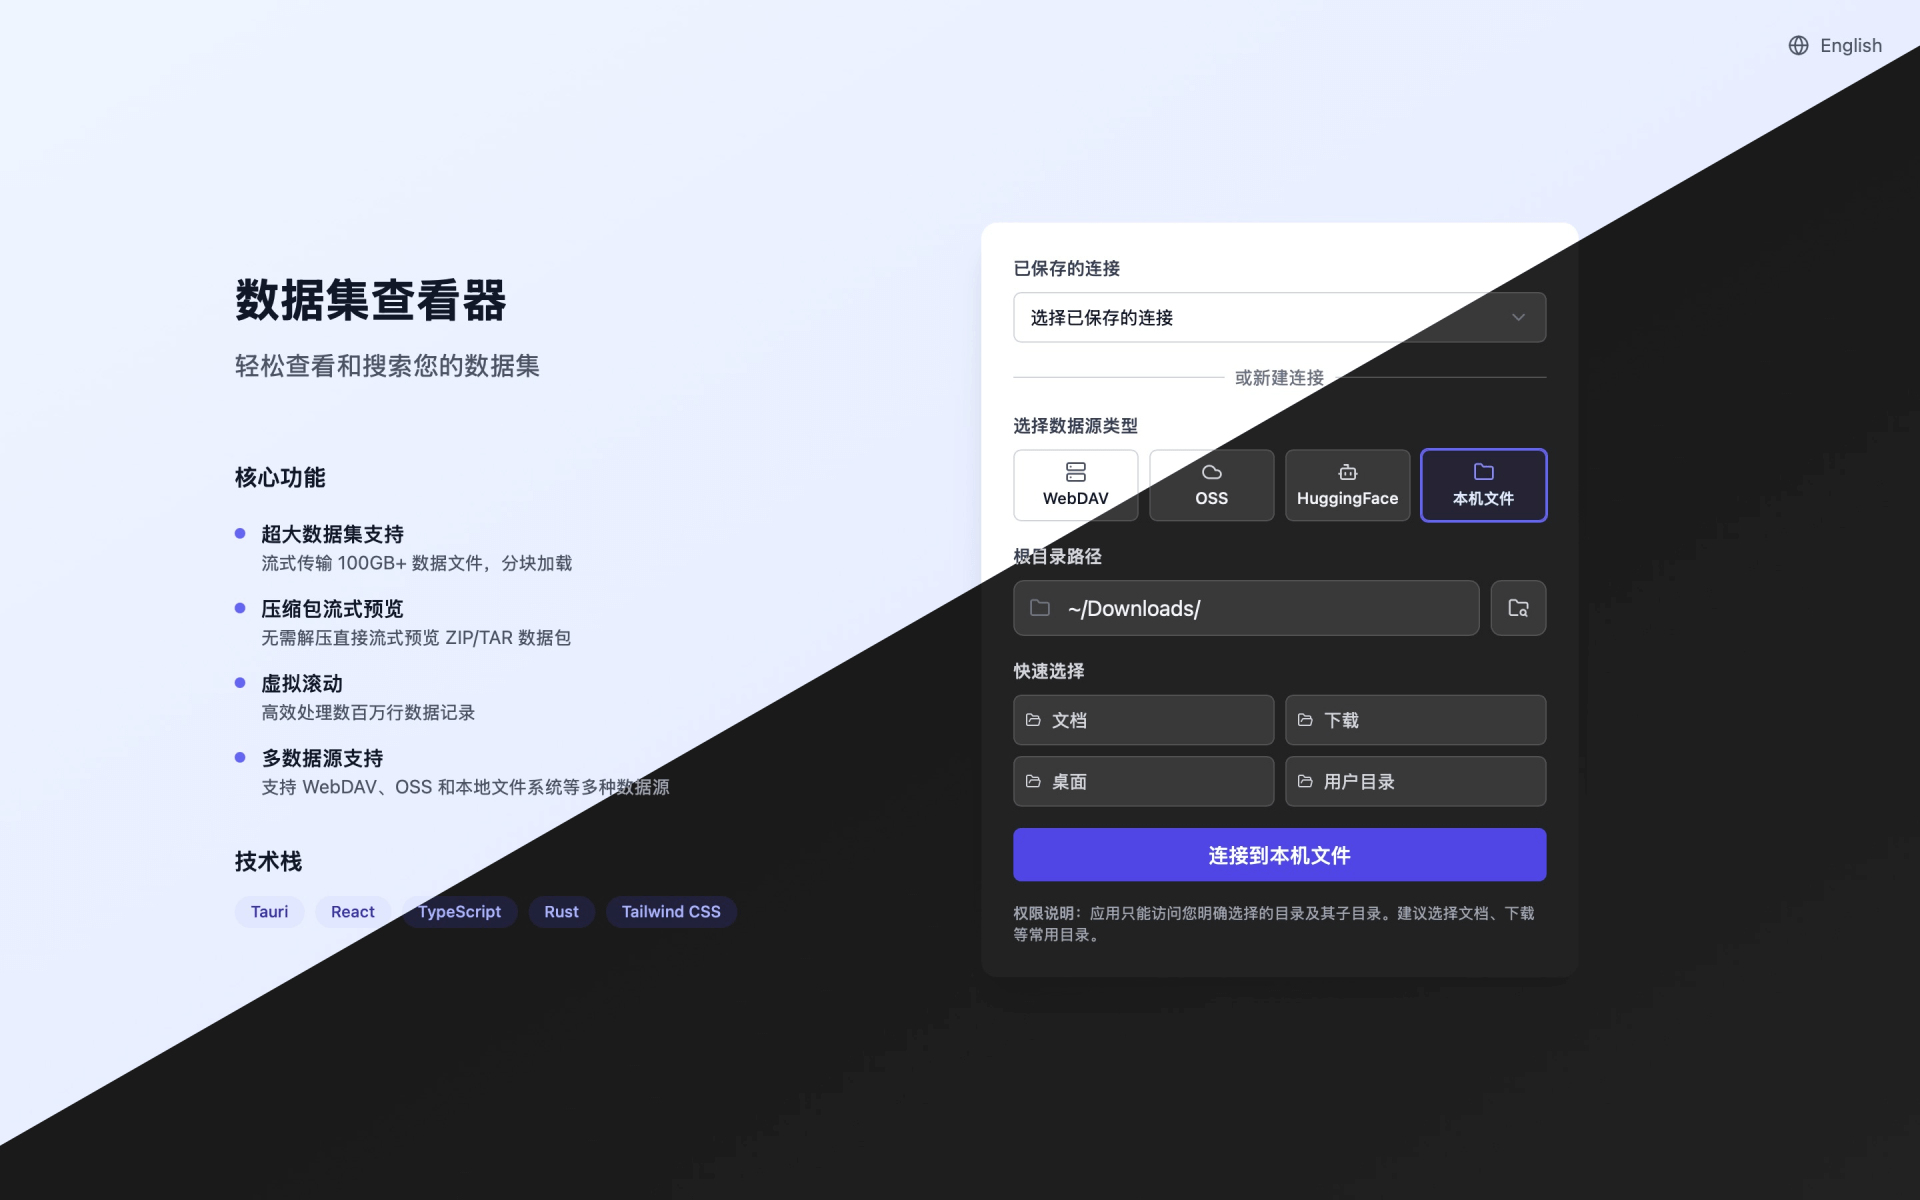 English
数据集查看器
轻松查看和搜索您的数据集
核心功能
超大数据集支持
流式传输 100GB+ 数据文件，分块加载
压缩包流式预览
无需解压直接流式预览 ZIP/TAR 数据包
虚拟滚动
高效处理数百万行数据记录
多数据源支持
支持 WebDAV、OSS 和本地文件系统等多种数据源
技术栈
Tauri React TypeScript Rust Tailwind CSS
已保存的连接
选择已保存的连接
或新建连接
选择数据源类型
WebDAV OSS HuggingFace 本机文件
根目录路径
~/Downloads/
快速选择
文档 下载
桌面 用户目录
连接到本机文件
权限说明：应用只能访问您明确选择的目录及其子目录。建议选择文档、下载
等常用目录。